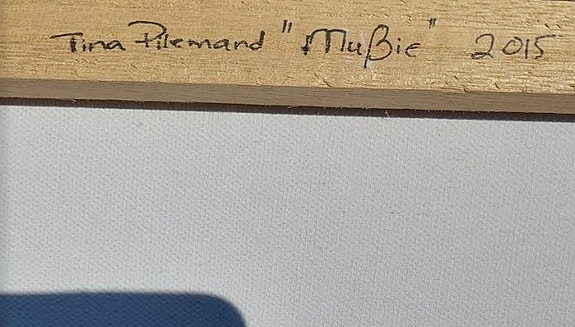 Tina Pilemand "Mußie" 2015